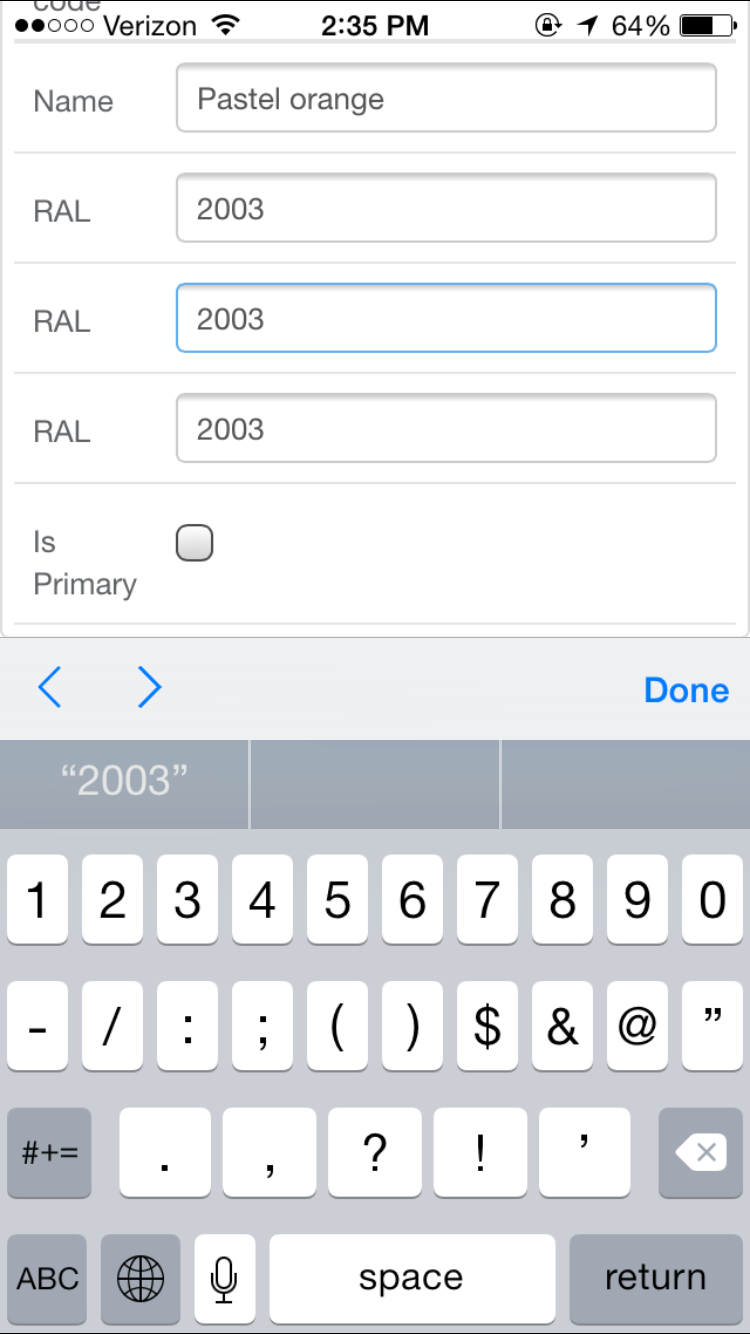 code
Verizon 2:35 PM 64%
Name Pastel orange
RAL 2003
RAL 2003
RAL 2003
Is
Primary
Done
“2003”
1 2 3 4 5 6 7 8 9 0
- / : ; ( ) $ & @ ”
#+= . , ? ! ’
ABC space return